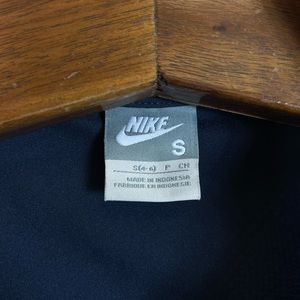 NIKE
S
S(4-6) P CH
MADE IN INDONESIA
FABRIQUE EN INDONESIE